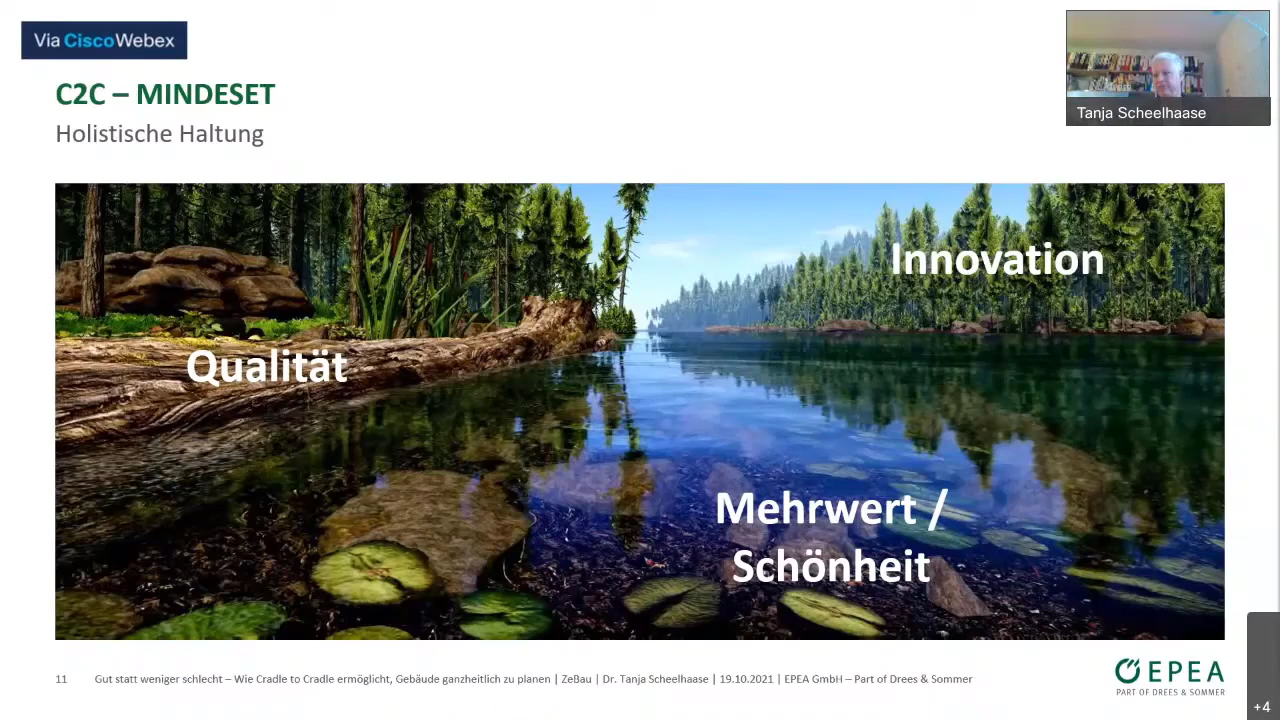 Via CiscoWebex
C2C – MINDESET
Holistische Haltung
Tanja Scheelhaase
Innovation
Qualität
Mehrwert /
Schönheit
11 Gut statt weniger schlecht – Wie Cradle to Cradle ermöglicht, Gebäude ganzheitlich zu planen | ZeBau | Dr. Tanja Scheelhaase | 19.10.2021 | EPEA GmbH – Part of Drees & Sommer
EPEA
PART OF DREES & SOMMER
+4